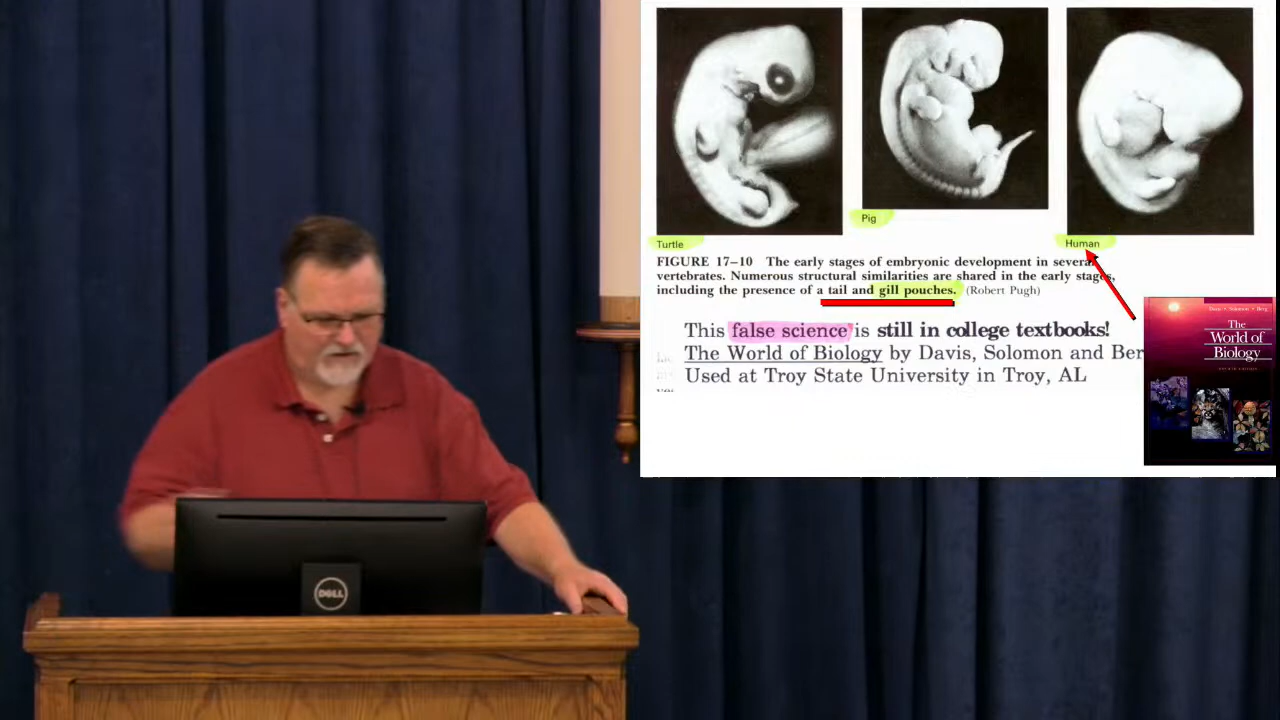 Turtle
Pig
Human
FIGURE 17–10 The early stages of embryonic development in several
vertebrates. Numerous structural similarities are shared in the early stages,
including the presence of a tail and gill pouches. (Robert Pugh)
This false science is still in college textbooks!
The World of Biology by Davis, Solomon and Ber
Used at Troy State University in Troy, AL
Davis • Solomon • Berg
The
World of
Biology
DELL